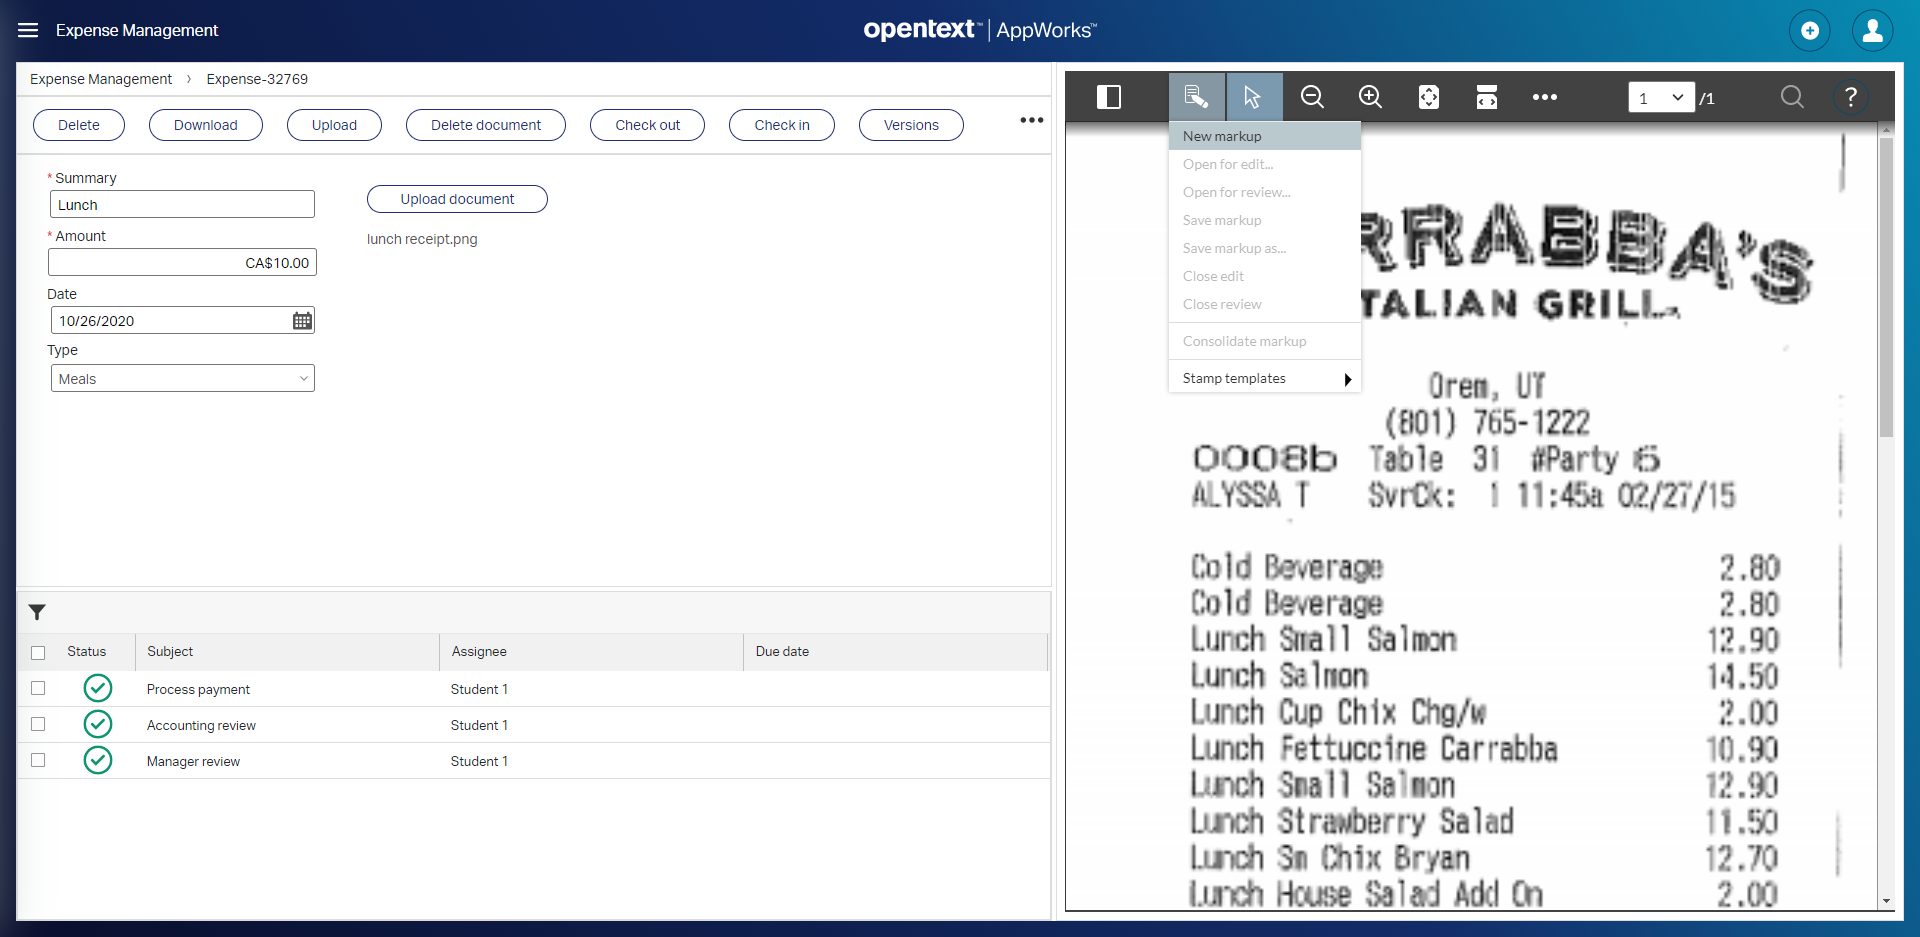 Expense Management
opentext™ | AppWorks™
Expense Management › Expense-32769
Delete Download Upload Delete document Check out Check in Versions
* Summary
Lunch
Upload document
* Amount
lunch receipt.png
CA$10.00
Date
10/26/2020
Type
Meals
Status Subject Assignee Due date
Process payment Student 1
Accounting review Student 1
Manager review Student 1
1 /1
?
New markup
Open for edit...
Open for review...
Save markup
Save markup as...
Close edit
Close review
Consolidate markup
Stamp templates
RRABBA'S
TALIAN GRILL
Orem, UT
(801) 765-1222
0008b Table 31 #Party 6
ALYSSA T SvrCk: 1 11:45a 02/27/15
Cold Beverage 2.80
Cold Beverage 2.80
Lunch Small Salmon 12.90
Lunch Salmon 14.50
Lunch Cup Chix Chg/w 2.00
Lunch Fettuccine Carrabba 10.90
Lunch Small Salmon 12.90
Lunch Strawberry Salad 11.50
Lunch Sm Chix Bryan 12.70
Lunch House Salad Add On 2.00